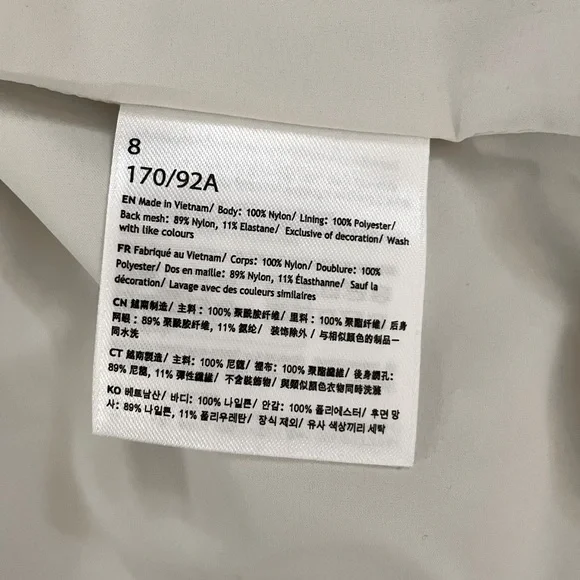 8
170/92A
EN Made in Vietnam/ Body: 100% Nylon/ Lining: 100% Polyester/
Back mesh: 89% Nylon, 11% Elastane/ Exclusive of decoration/ Wash
with like colours
FR Fabriqué au Vietnam/ Corps: 100% Nylon/ Doublure: 100%
Polyester/ Dos en maille: 89% Nylon, 11% Élasthanne/ Sauf la
décoration/ Lavage avec des couleurs similaires
CN 越南制造/ 主料: 100% 聚酰胺纤维/ 里料: 100% 聚酯纤维/ 后身
网眼: 89% 聚酰胺纤维, 11% 氨纶/ 装饰除外 / 与相似颜色的制品一
同水洗
CT 越南製造/ 主料: 100% 尼龍/ 裡布: 100% 聚酯纖維/ 後身網孔:
89% 尼龍, 11% 彈性纖維/ 不含裝飾物/ 與類似顏色衣物同時洗滌
KO 베트남산/ 바디: 100% 나일론/ 안감: 100% 폴리에스터/ 후면 망
사: 89% 나일론, 11% 폴리우레탄/ 장식 제외/ 유사 색상끼리 세탁